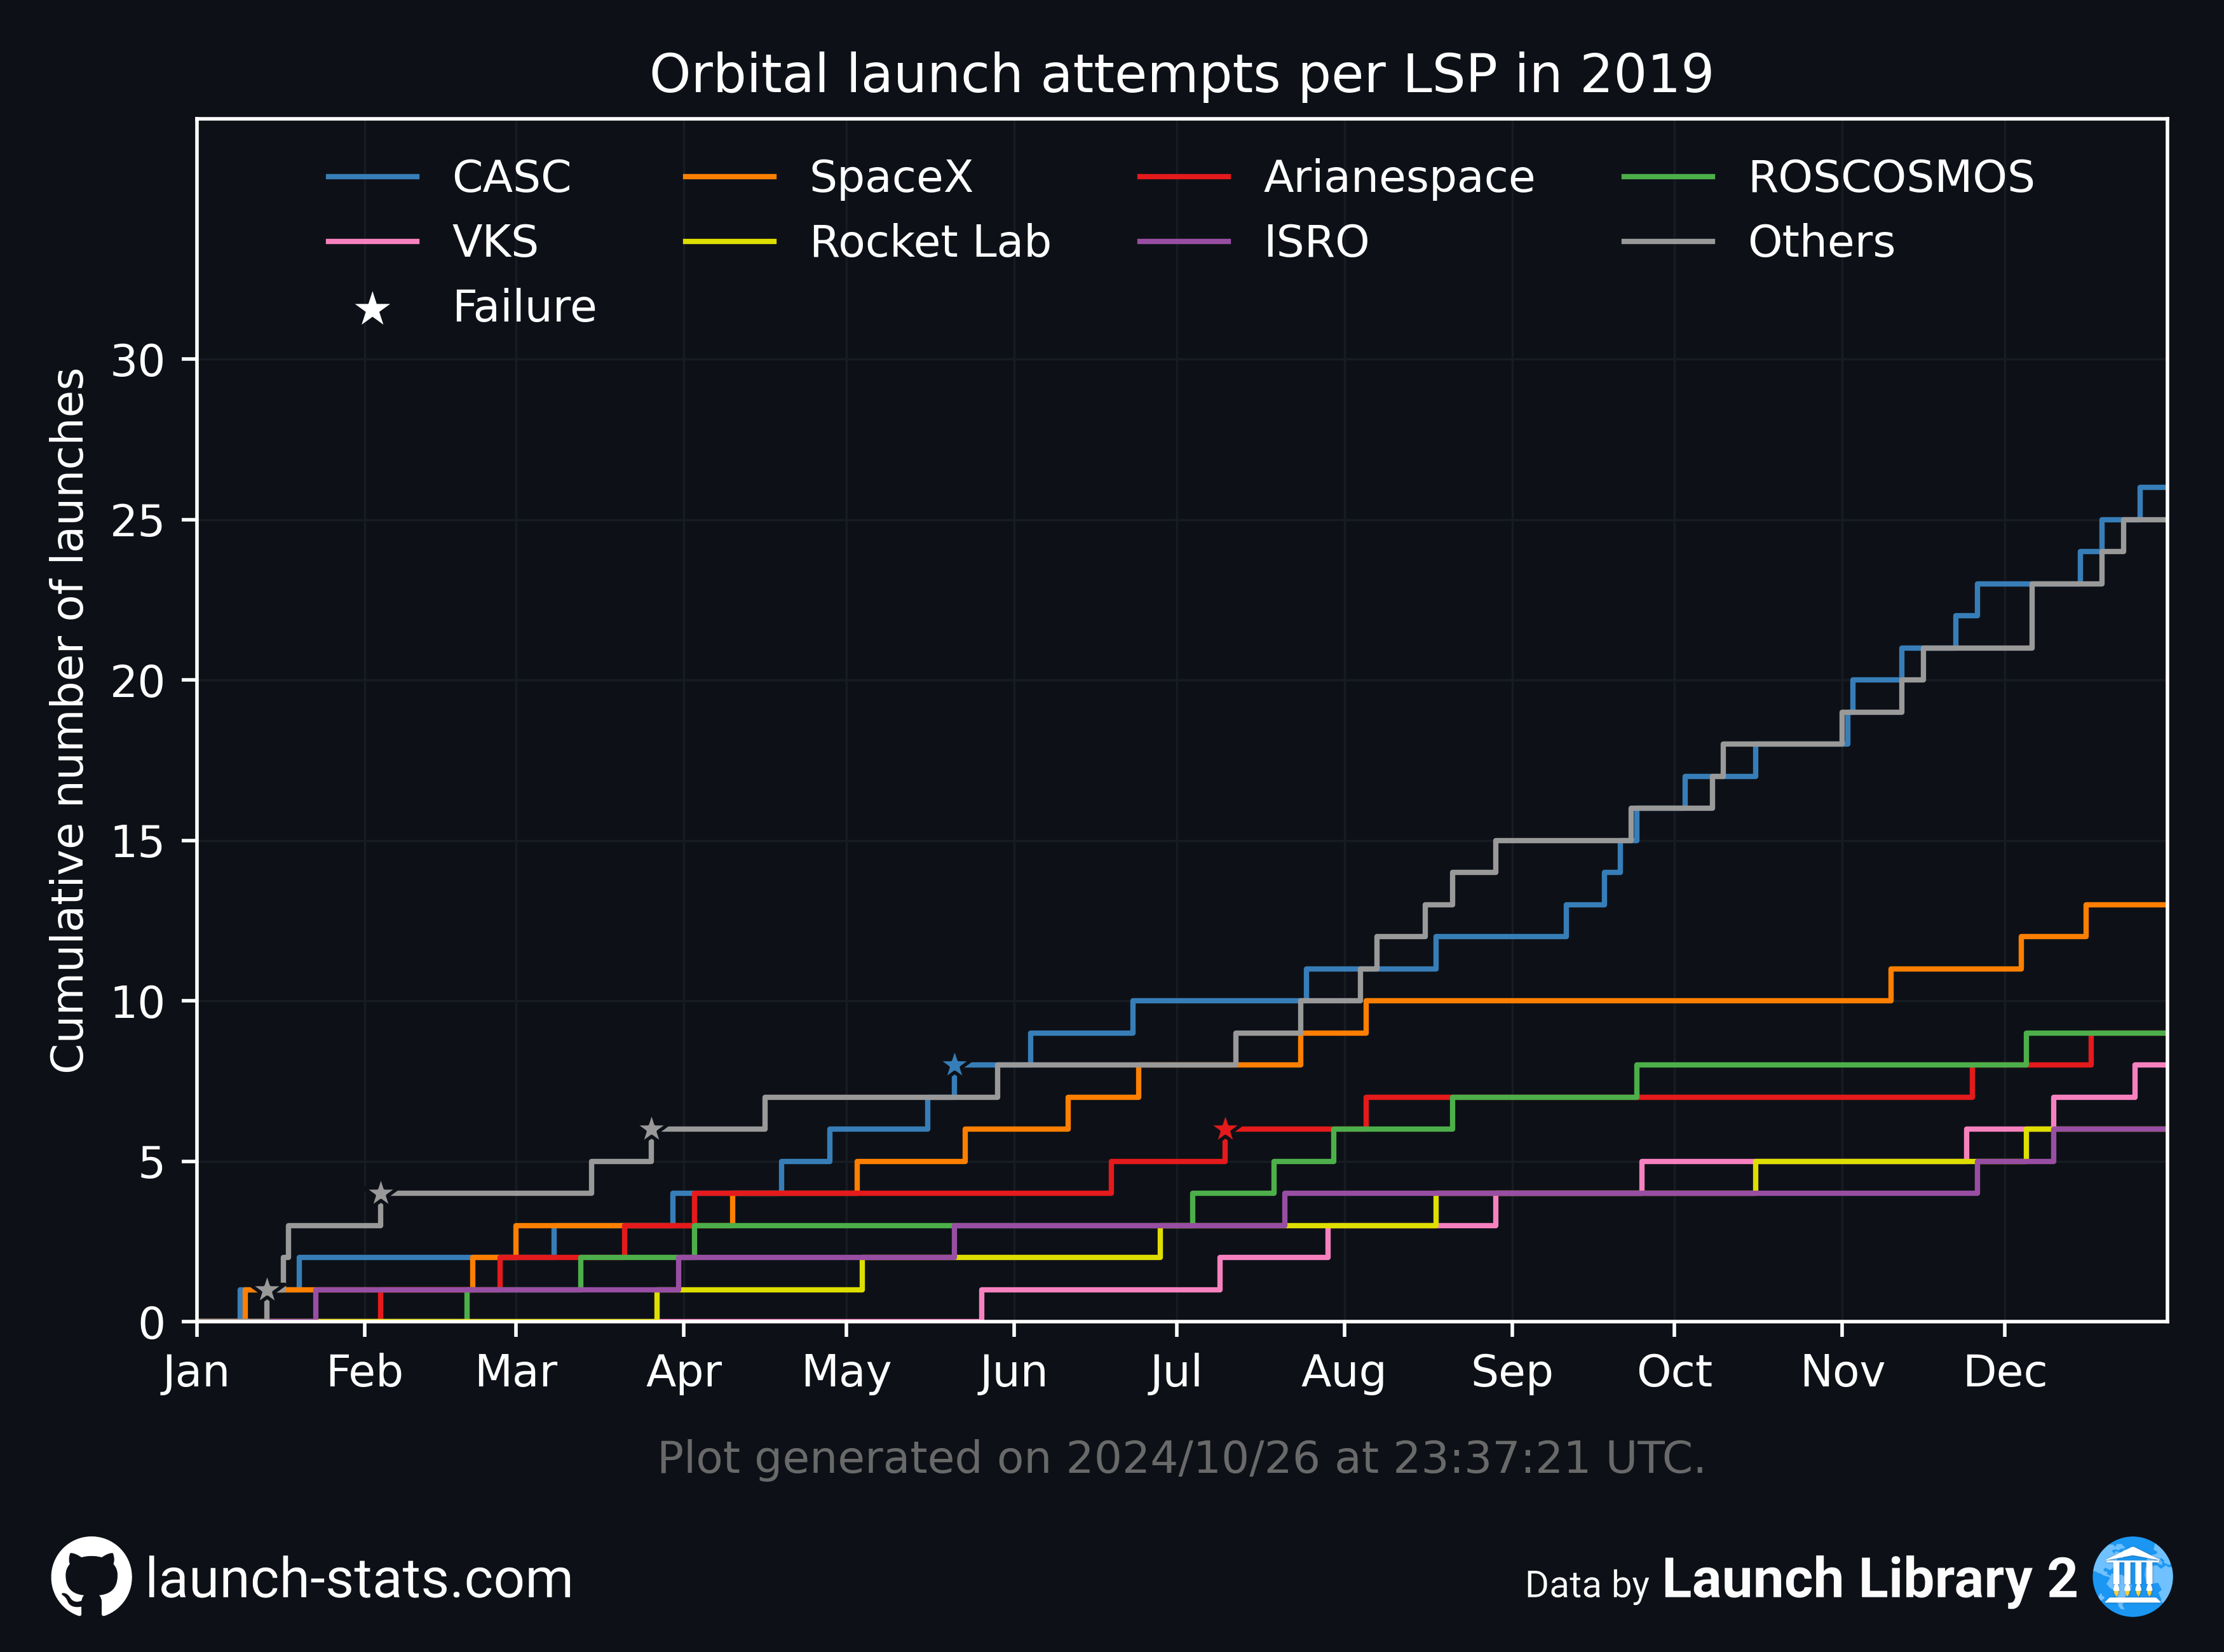 Orbital launch attempts per LSP in 2019
CASC SpaceX Arianespace ROSCOSMOS
VKS Rocket Lab ISRO Others
Failure
Cumulative number of launches
30
25
20
15
10
5
0
Jan Feb Mar Apr May Jun Jul Aug Sep Oct Nov Dec
Plot generated on 2024/10/26 at 23:37:21 UTC.
launch-stats.com
Data by Launch Library 2